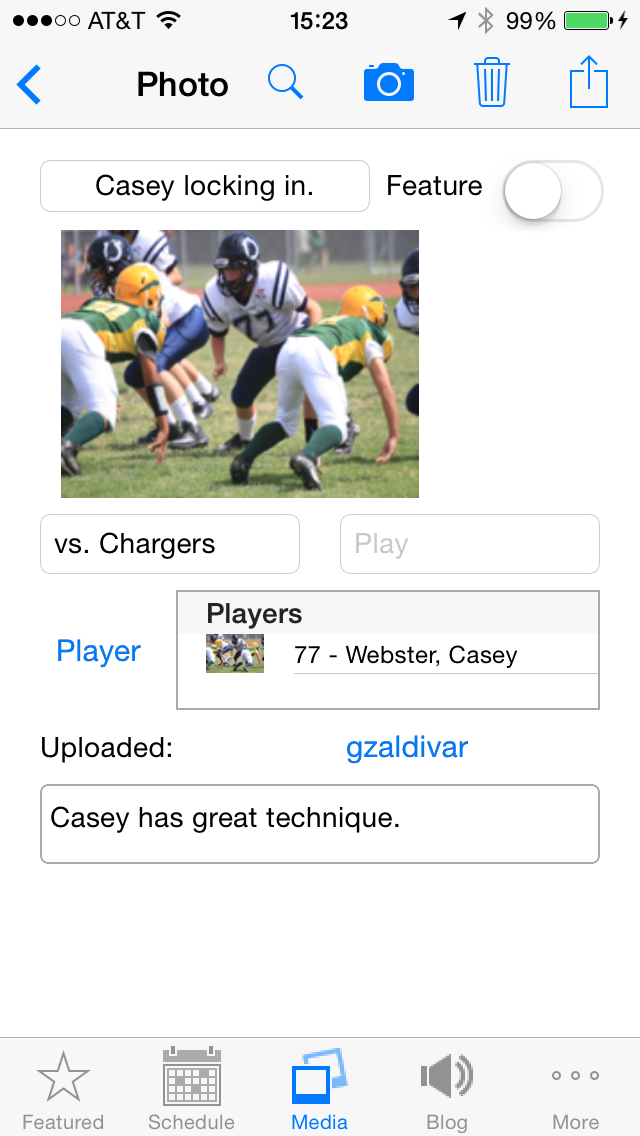 AT&T 15:23 99%
Photo
Casey locking in. Feature
77
vs. Chargers Play
Players
Player
77 - Webster, Casey
Uploaded: gzaldivar
Casey has great technique.
Featured Schedule Media Blog More